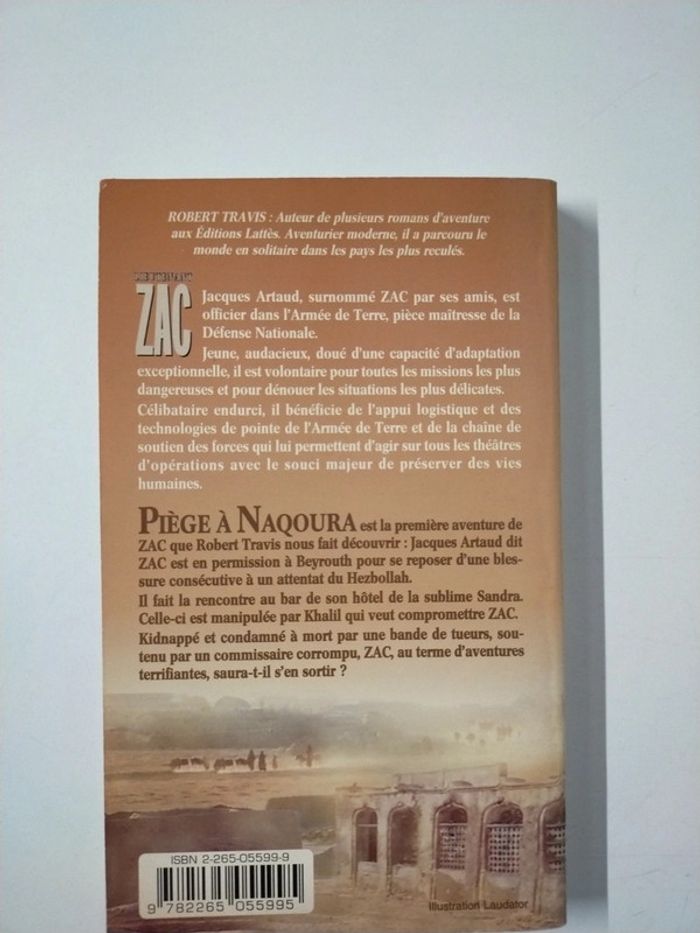 ROBERT TRAVIS : Auteur de plusieurs romans d'aventure
aux Éditions Lattès. Aventurier moderne, il a parcouru le
monde en solitaire dans les pays les plus reculés.
LIEUTENANT
ZAC
Jacques Artaud, surnommé ZAC par ses amis, est
officier dans l'Armée de Terre, pièce maîtresse de la
Défense Nationale.
Jeune, audacieux, doué d'une capacité d'adaptation
exceptionnelle, il est volontaire pour toutes les missions les plus
dangereuses et pour dénouer les situations les plus délicates.
Célibataire endurci, il bénéficie de l'appui logistique et des
technologies de pointe de l'Armée de Terre et de la chaîne de
soutien des forces qui lui permettent d'agir sur tous les théâtres
d'opérations avec le souci majeur de préserver des vies
humaines.
PIÈGE À NAQOURA est la première aventure de
ZAC que Robert Travis nous fait découvrir : Jacques Artaud dit
ZAC est en permission à Beyrouth pour se reposer d'une bles-
sure consécutive à un attentat du Hezbollah.
Il fait la rencontre au bar de son hôtel de la sublime Sandra.
Celle-ci est manipulée par Khalil qui veut compromettre ZAC.
Kidnappé et condamné à mort par une bande de tueurs, sou-
tenu par un commissaire corrompu, ZAC, au terme d'aventures
terrifiantes, saura-t-il s'en sortir ?
ISBN 2-265-05599-9
9 782265 055995
Illustration Laudator